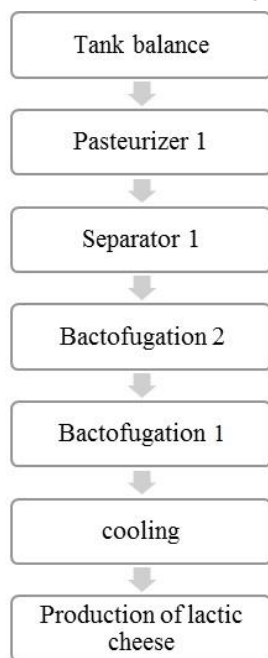 Tank balance
Pasteurizer 1
Separator 1
Bactofugation 2
Bactofugation 1
cooling
Production of lactic
cheese